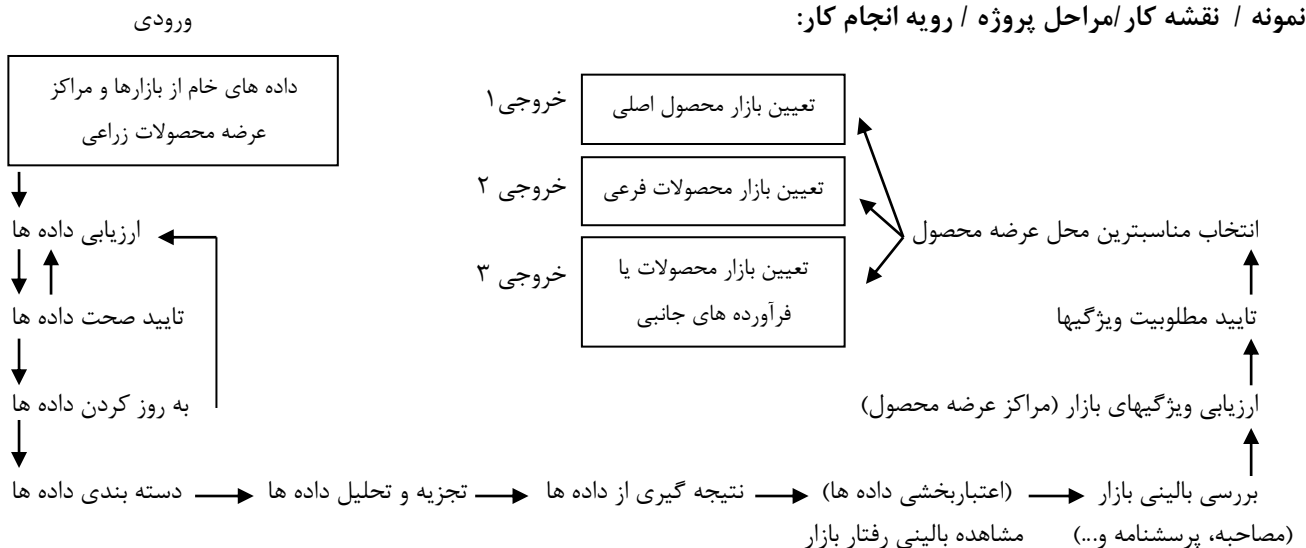 نمونه / نقشه کار/مراحل پروژه / رویه انجام کار:
ورودی
داده های خام از بازارها و مراکز
عرضه محصولات زراعی
ارزیابی داده ها
تایید صحت داده ها
به روز کردن داده ها
دسته بندی داده ها
تجزیه و تحلیل داده ها
نتیجه گیری از داده ها
(اعتباربخشی داده ها)
مشاهده بالینی رفتار بازار
بررسی بالینی بازار
(مصاحبه، پرسشنامه و...)
ارزیابی ویژگیهای بازار (مراکز عرضه محصول)
تایید مطلوبیت ویژگیها
انتخاب مناسبترین محل عرضه محصول
خروجی۱
تعیین بازار محصول اصلی
خروجی ۲
تعیین بازار محصولات فرعی
خروجی ۳
تعیین بازار محصولات یا
فرآورده های جانبی